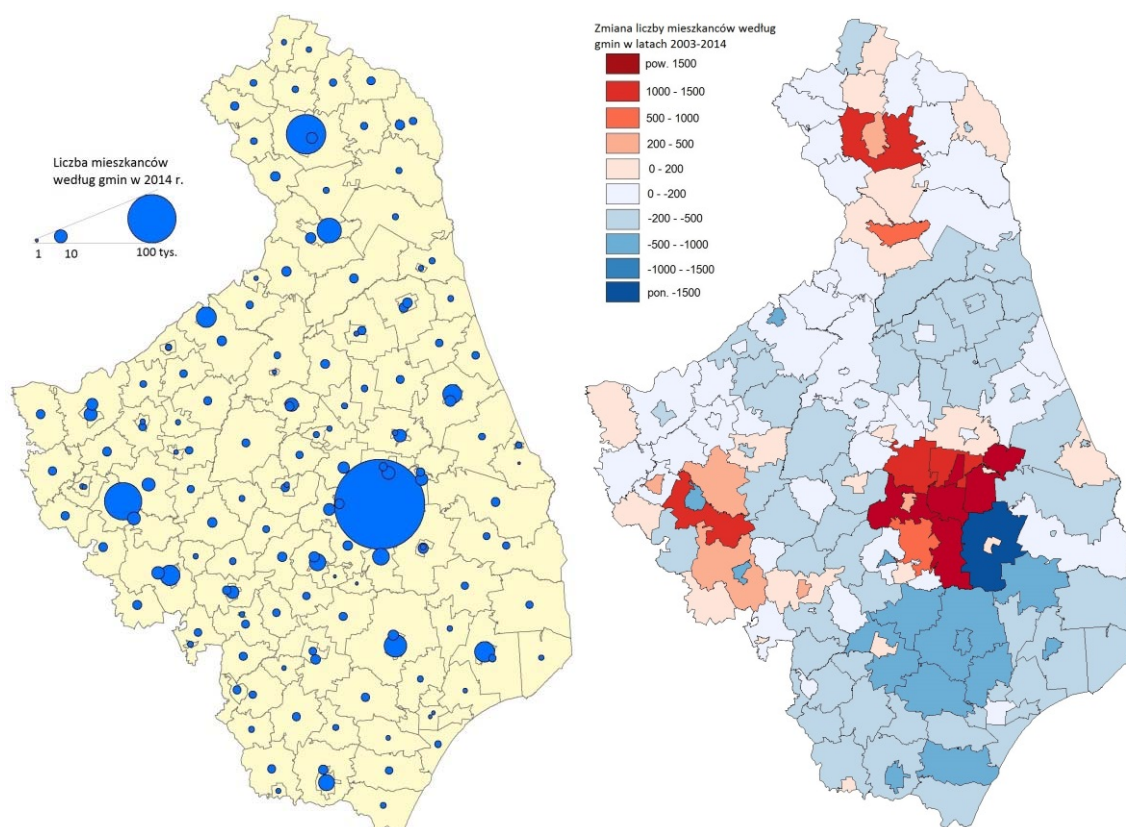 Liczba mieszkanców
według gmin w 2014 r.
1
10
100 tys.
Zmiana liczby mieszkanców według
gmin w latach 2003-2014
pow. 1500
1000 - 1500
500 - 1000
200 - 500
0 - 200
0 - -200
-200 - -500
-500 - -1000
-1000 - -1500
pon. -1500